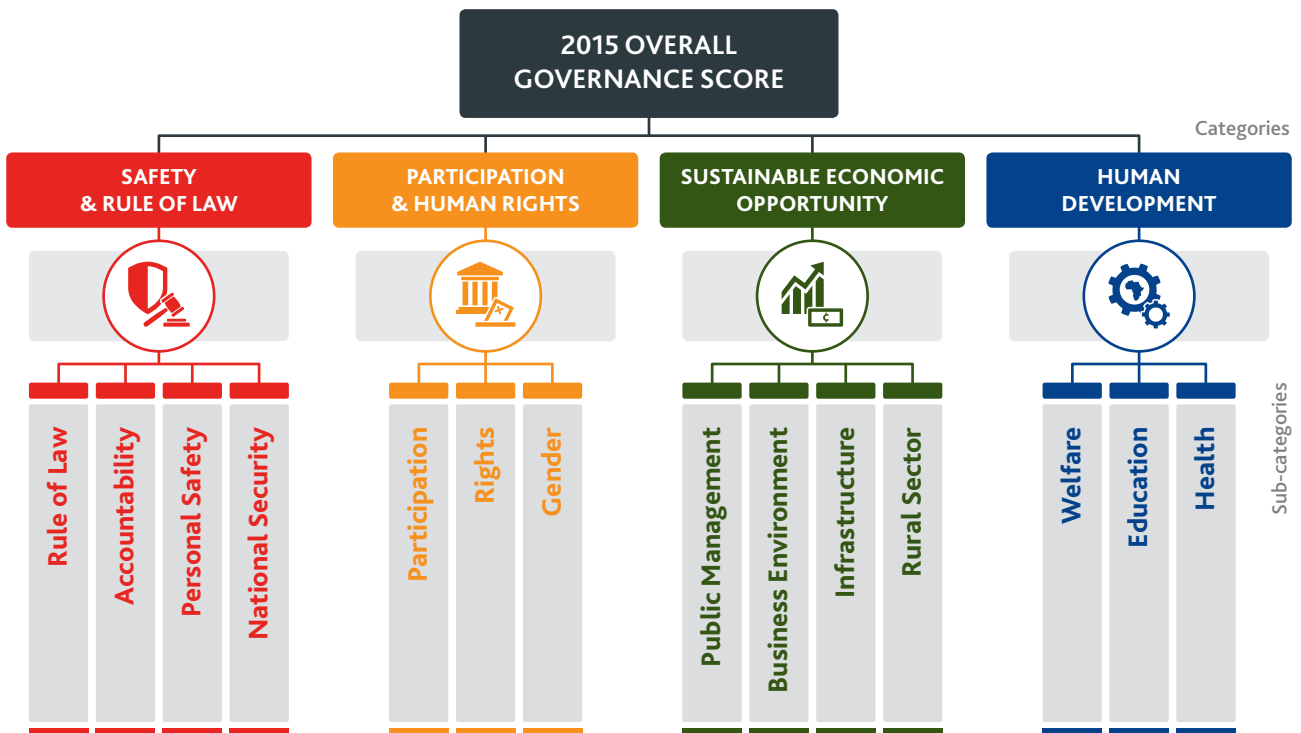 2015 OVERALL
GOVERNANCE SCORE
Categories
SAFETY
& RULE OF LAW
PARTICIPATION
& HUMAN RIGHTS
SUSTAINABLE ECONOMIC
OPPORTUNITY
HUMAN
DEVELOPMENT
¢
Rule of Law
Accountability
Personal Safety
National Security
Participation
Rights
Gender
Public Management
Business Environment
Infrastructure
Rural Sector
Welfare
Education
Health
Sub-categories